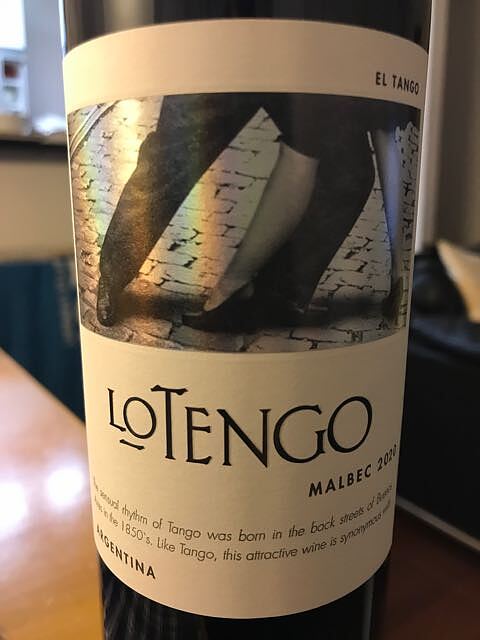 EL TANGO
LOTENGO
MALBEC 2020
sensual rhythm of Tango was born in the back streets of Buenos
Aires in the 1850's. Like Tango, this attractive wine is synonymous with
ARGENTINA